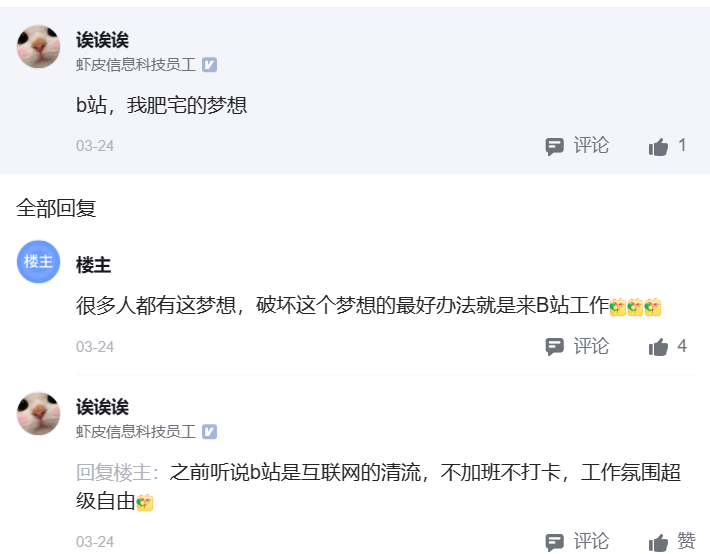 诶诶诶
虾皮信息科技员工
b站，我肥宅的梦想
03-24 评论 1
全部回复
楼主 楼主
很多人都有这梦想，破坏这个梦想的最好办法就是来B站工作
03-24 评论 4
诶诶诶
虾皮信息科技员工
回复楼主：之前听说b站是互联网的清流，不加班不打卡，工作氛围超
级自由
03-24 评论 赞